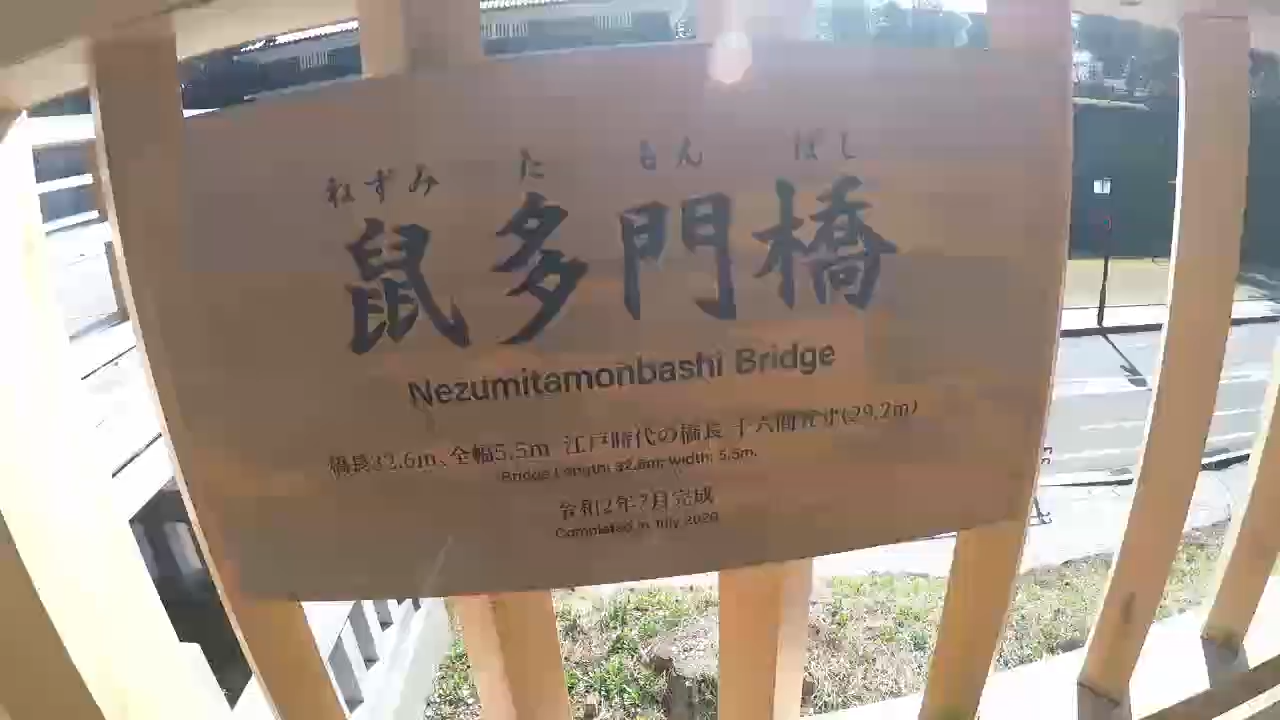 ねずみ た もん ばし
鼠多門橋
Nezumitamonbashi Bridge
橋長32.6m、全幅5.5m 江戸時代の橋長 十六間壱寸(29.2m)
Bridge Length: 32.6m; width: 5.5m.
令和2年7月完成
Completed in July 2020